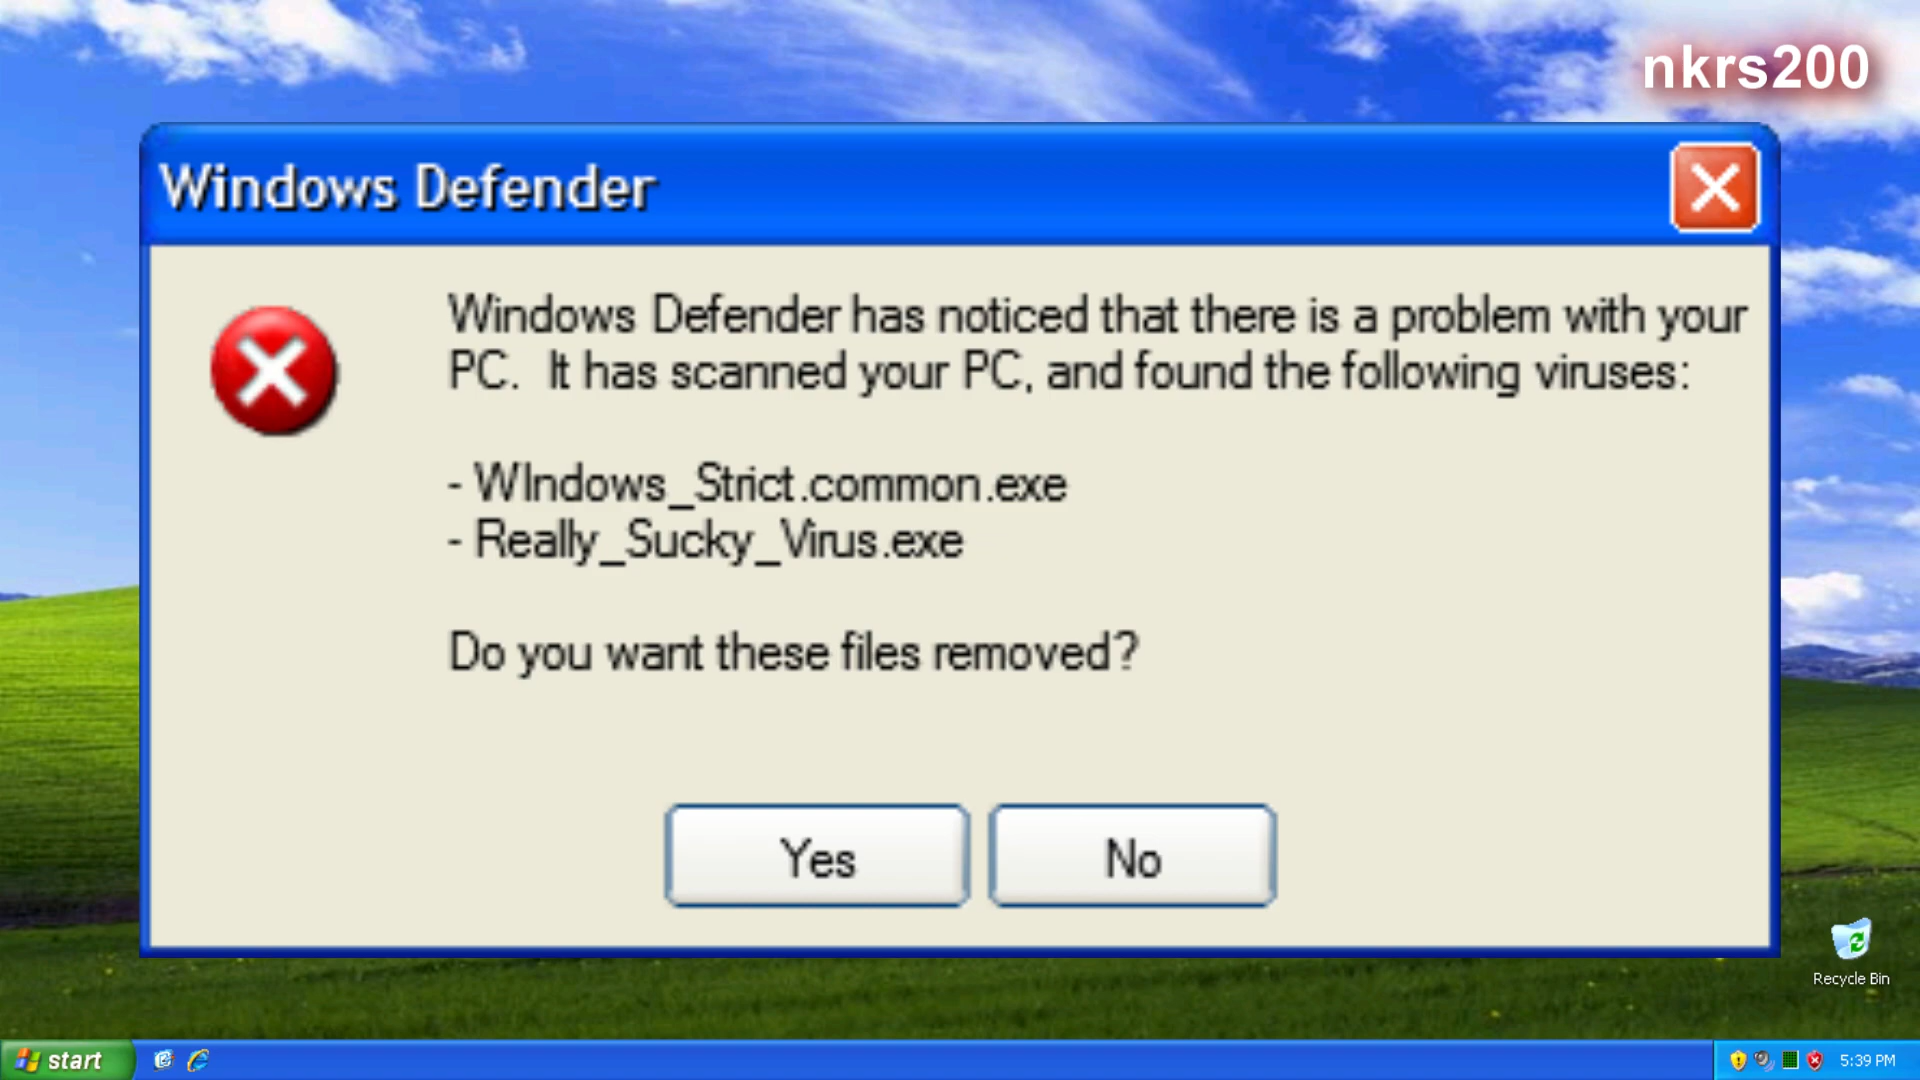 nkrs200
Windows Defender
Windows Defender has noticed that there is a problem with your
PC.  It has scanned your PC, and found the following viruses:
- WIndows_Strict.common.exe
- Really_Sucky_Virus.exe
Do you want these files removed?
Yes
No
Recycle Bin
start
5:39 PM